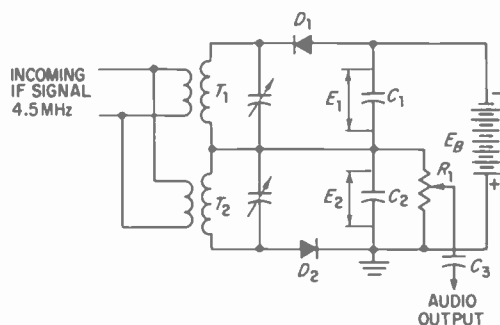 D1
INCOMING
IF SIGNAL
4.5 MHz
T1
E1
C1
EB
−
+
T2
E2
C2
R1
D2
C3
AUDIO
OUTPUT